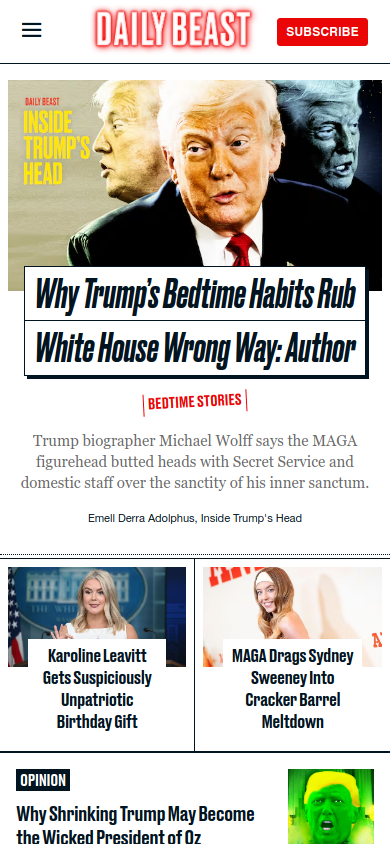 DAILY BEAST
SUBSCRIBE
DAILY BEAST
INSIDE
TRUMP'S
HEAD
Why Trump's Bedtime Habits Rub
White House Wrong Way: Author
BEDTIME STORIES
Trump biographer Michael Wolff says the MAGA
figurehead butted heads with Secret Service and
domestic staff over the sanctity of his inner sanctum.
Emell Derra Adolphus, Inside Trump's Head
Karoline Leavitt
Gets Suspiciously
Unpatriotic
Birthday Gift
MAGA Drags Sydney
Sweeney Into
Cracker Barrel
Meltdown
OPINION
Why Shrinking Trump May Become
the Wicked President of Oz